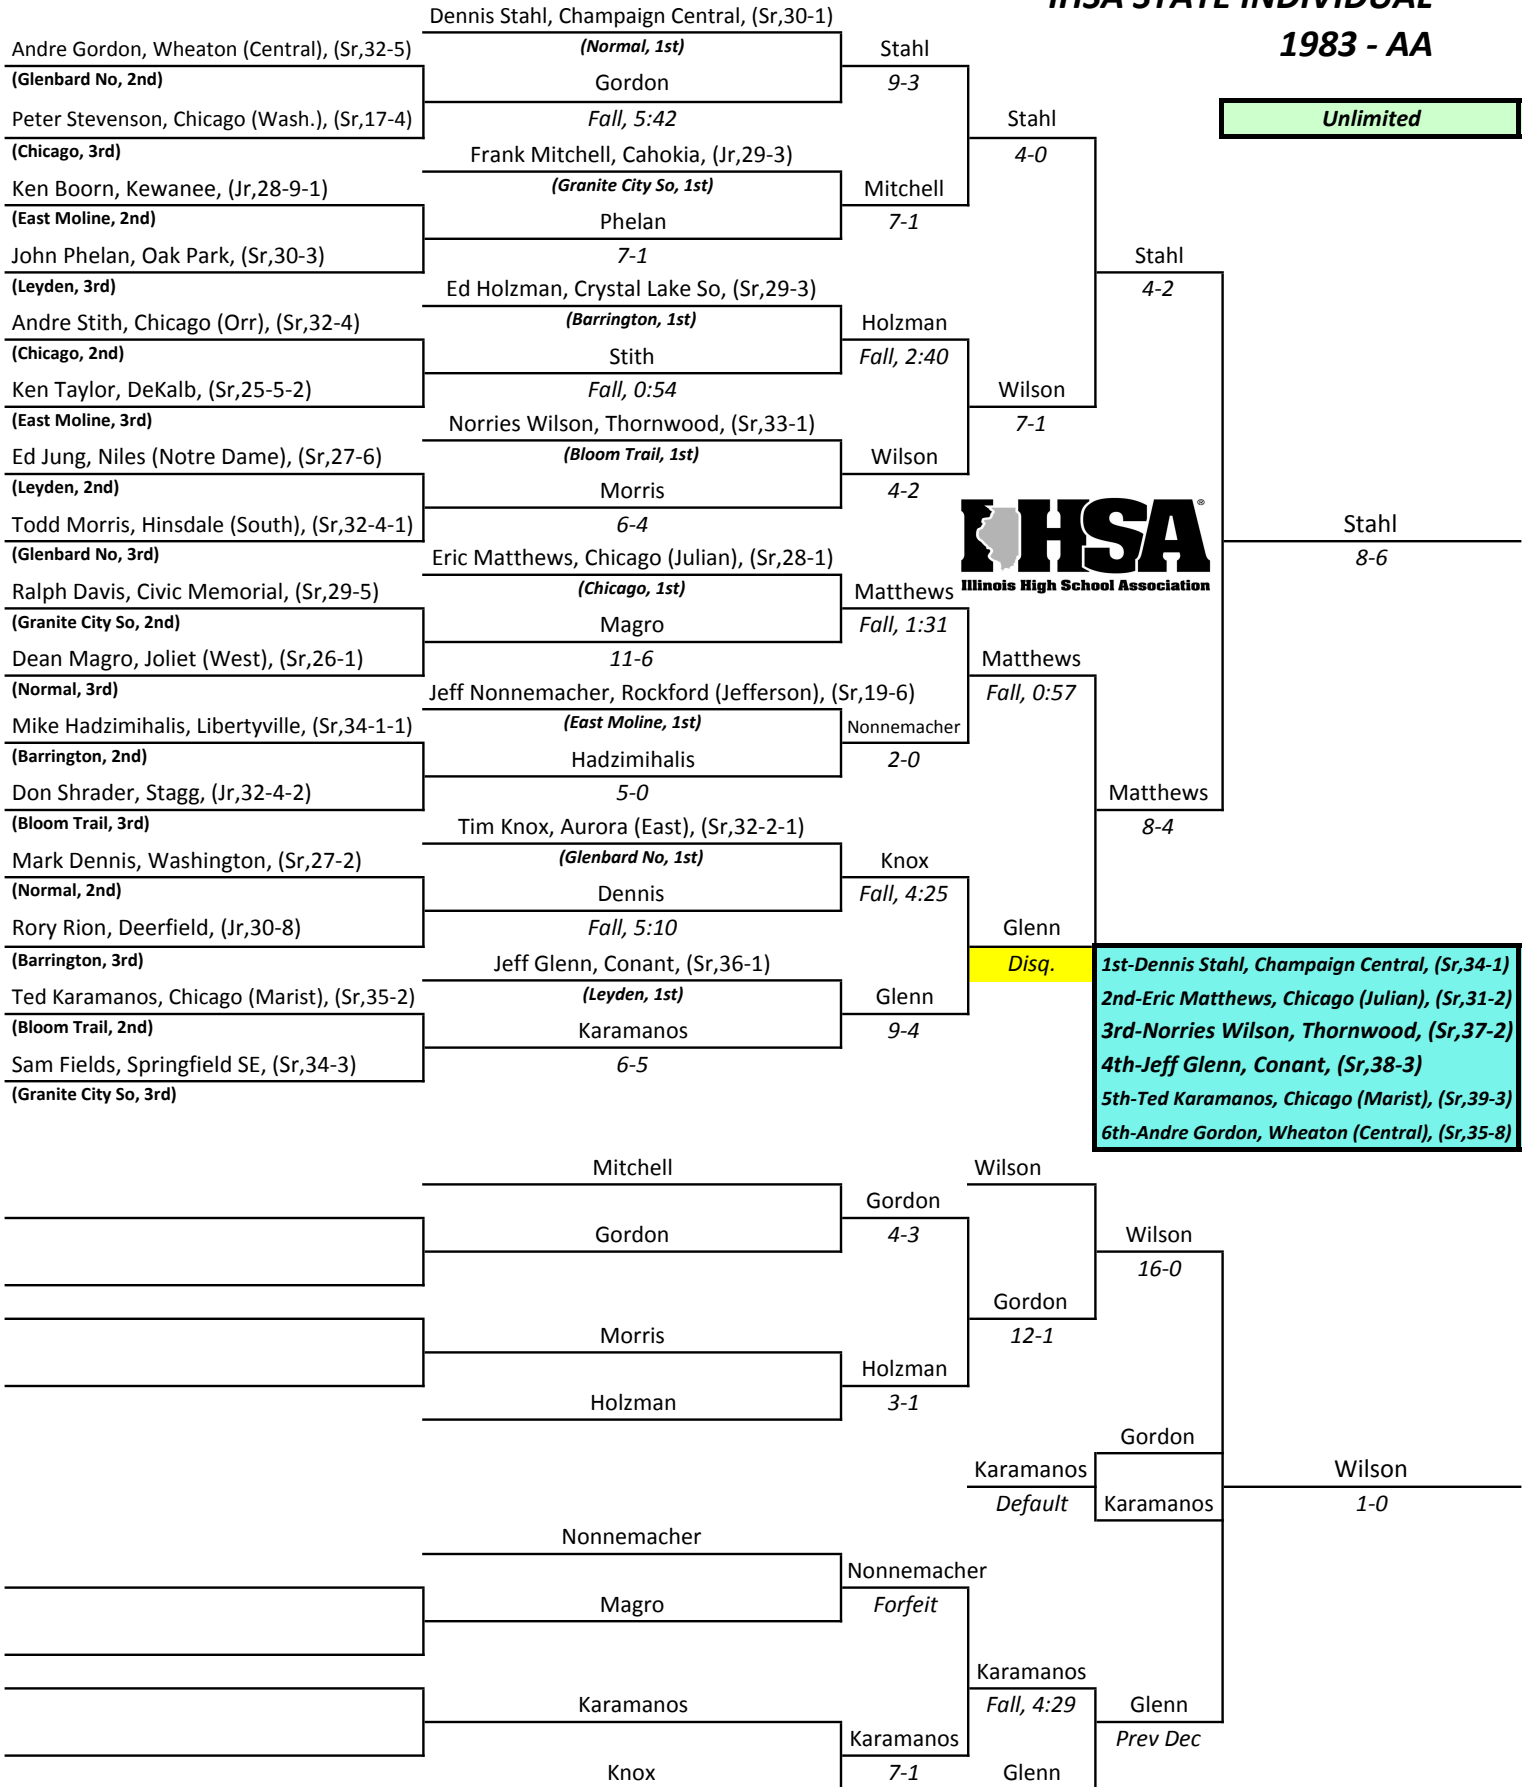 IHSA STATE INDIVIDUAL
1983 - AA
Unlimited
Dennis Stahl, Champaign Central, (Sr,30-1)
Andre Gordon, Wheaton (Central), (Sr,32-5)
(Normal, 1st)
Stahl
(Glenbard No, 2nd)
Gordon
9-3
Peter Stevenson, Chicago (Wash.), (Sr,17-4)
Fall, 5:42
Stahl
(Chicago, 3rd)
Frank Mitchell, Cahokia, (Jr,29-3)
4-0
Ken Boorn, Kewanee, (Jr,28-9-1)
(Granite City So, 1st)
Mitchell
(East Moline, 2nd)
Phelan
7-1
John Phelan, Oak Park, (Sr,30-3)
7-1
Stahl
(Leyden, 3rd)
Ed Holzman, Crystal Lake So, (Sr,29-3)
4-2
Andre Stith, Chicago (Orr), (Sr,32-4)
(Barrington, 1st)
Holzman
(Chicago, 2nd)
Stith
Fall, 2:40
Ken Taylor, DeKalb, (Sr,25-5-2)
Fall, 0:54
Wilson
(East Moline, 3rd)
Norries Wilson, Thornwood, (Sr,33-1)
7-1
Ed Jung, Niles (Notre Dame), (Sr,27-6)
(Bloom Trail, 1st)
Wilson
(Leyden, 2nd)
Morris
4-2
Todd Morris, Hinsdale (South), (Sr,32-4-1)
6-4
IHSA®
Illinois High School Association
Stahl
8-6
(Glenbard No, 3rd)
Eric Matthews, Chicago (Julian), (Sr,28-1)
Ralph Davis, Civic Memorial, (Sr,29-5)
(Chicago, 1st)
Matthews
(Granite City So, 2nd)
Magro
Fall, 1:31
Dean Magro, Joliet (West), (Sr,26-1)
11-6
Matthews
(Normal, 3rd)
Jeff Nonnemacher, Rockford (Jefferson), (Sr,19-6)
Fall, 0:57
Mike Hadzimihalis, Libertyville, (Sr,34-1-1)
(East Moline, 1st)
Nonnemacher
(Barrington, 2nd)
Hadzimihalis
2-0
Don Shrader, Stagg, (Jr,32-4-2)
5-0
Matthews
(Bloom Trail, 3rd)
Tim Knox, Aurora (East), (Sr,32-2-1)
8-4
Mark Dennis, Washington, (Sr,27-2)
(Glenbard No, 1st)
Knox
(Normal, 2nd)
Dennis
Fall, 4:25
Rory Rion, Deerfield, (Jr,30-8)
Fall, 5:10
Glenn
(Barrington, 3rd)
Jeff Glenn, Conant, (Sr,36-1)
Disq.
Ted Karamanos, Chicago (Marist), (Sr,35-2)
(Leyden, 1st)
Glenn
(Bloom Trail, 2nd)
Karamanos
9-4
Sam Fields, Springfield SE, (Sr,34-3)
6-5
(Granite City So, 3rd)
1st-Dennis Stahl, Champaign Central, (Sr,34-1)
2nd-Eric Matthews, Chicago (Julian), (Sr,31-2)
3rd-Norries Wilson, Thornwood, (Sr,37-2)
4th-Jeff Glenn, Conant, (Sr,38-3)
5th-Ted Karamanos, Chicago (Marist), (Sr,39-3)
6th-Andre Gordon, Wheaton (Central), (Sr,35-8)
Mitchell
Wilson
Gordon
Gordon
4-3
Wilson
16-0
Gordon
Morris
12-1
Holzman
Holzman
3-1
Gordon
Karamanos
Wilson
Default
Karamanos
1-0
Nonnemacher
Nonnemacher
Magro
Forfeit
Karamanos
Karamanos
Fall, 4:29
Glenn
Karamanos
Prev Dec
Knox
7-1
Glenn